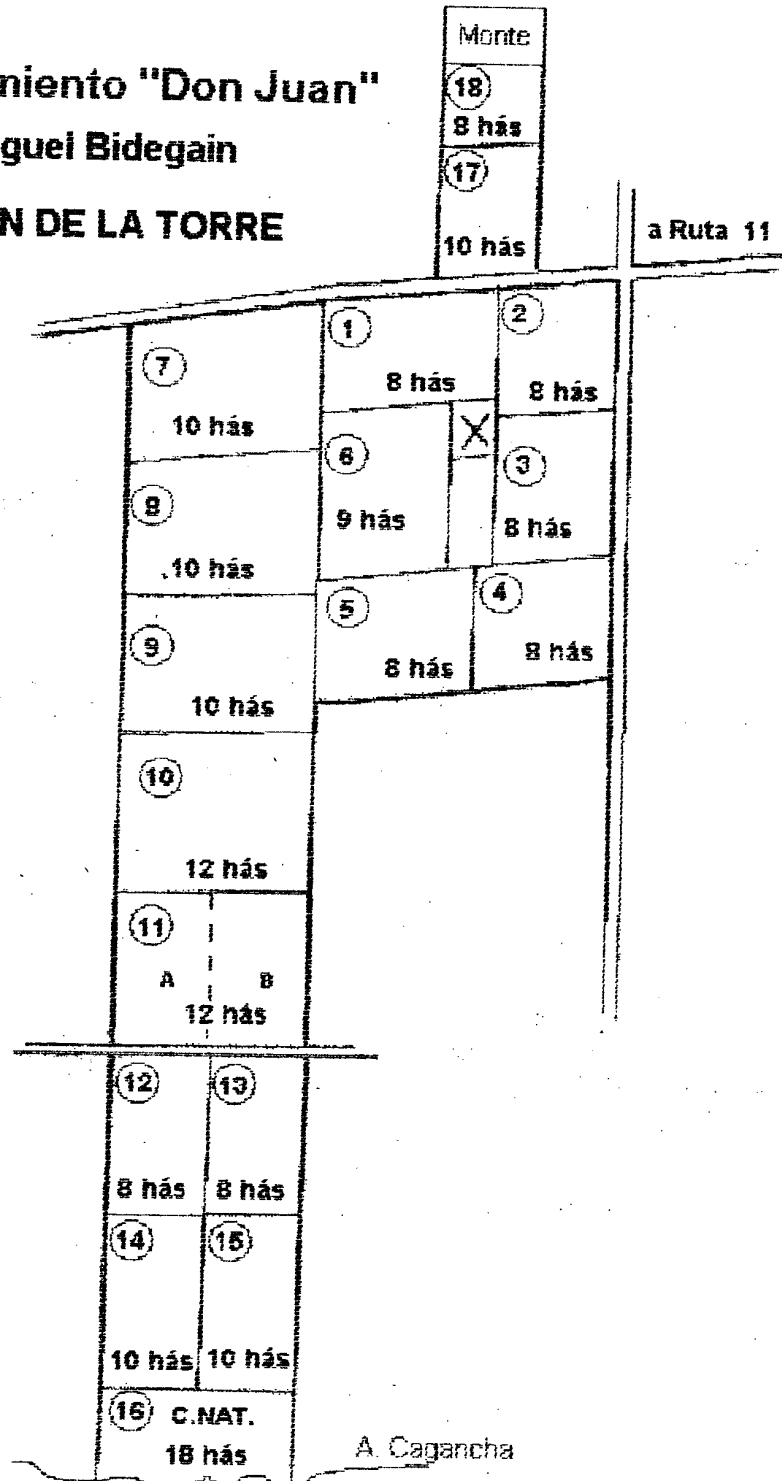 Monte
miento "Don Juan"
18
8 hás
guel Bidegain
17
N DE LA TORRE
10 hás
a Ruta 11
1
2
7
8 hás
8 hás
10 hás
X
6
3
8
9 hás
8 hás
10 hás
5
4
9
8 hás
8 hás
10 hás
10
12 hás
11
A B
12 hás
12 13
8 hás 8 hás
14 15
10 hás 10 hás
16 C.NAT.
18 hás
A. Cagancha